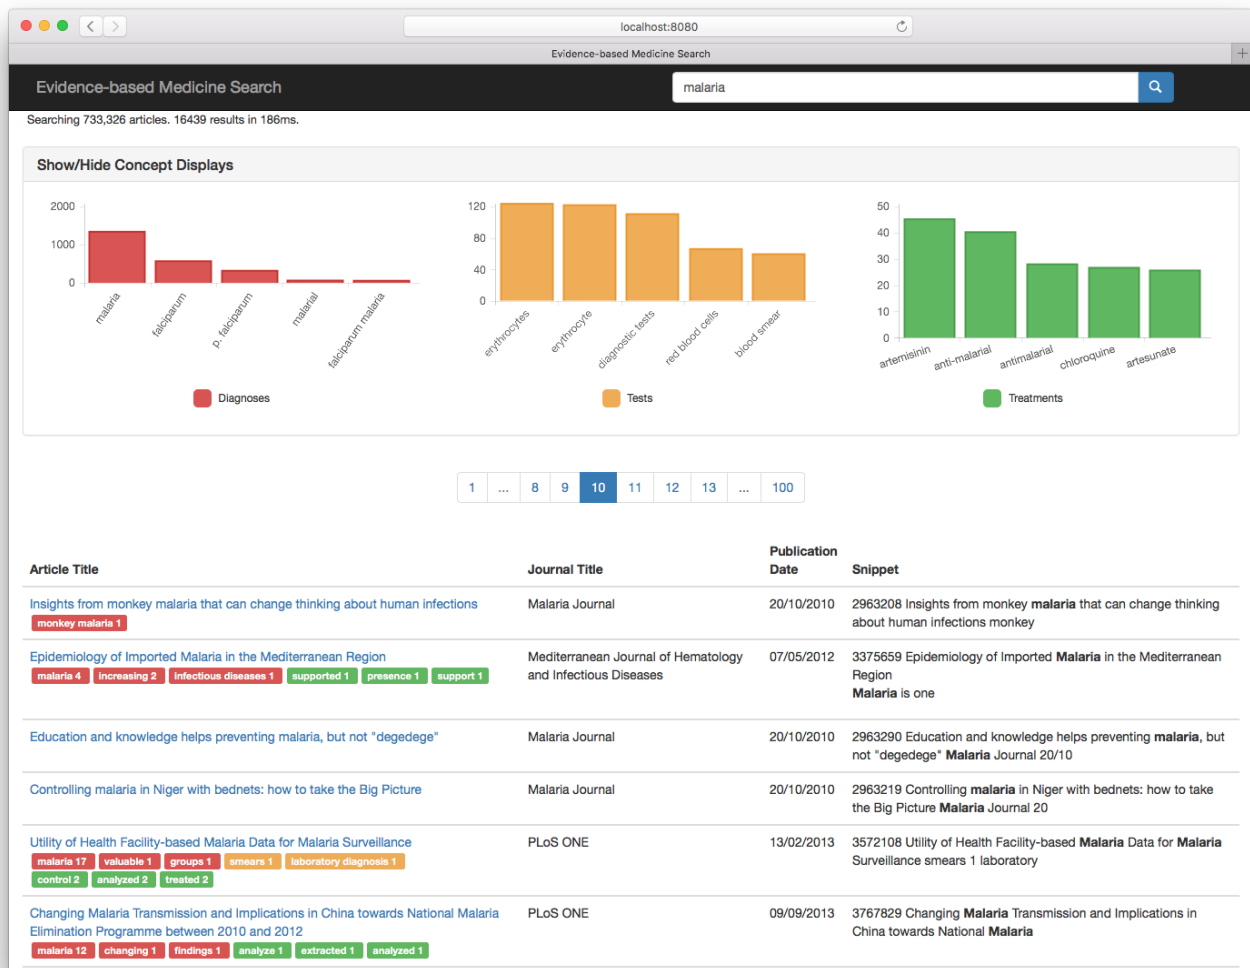 localhost:8080
Evidence-based Medicine Search
Evidence-based Medicine Search
malaria
Searching 733,326 articles. 16439 results in 186ms.
Show/Hide Concept Displays
2000
1000
0
malaria
falciparum
p. falciparum
malarial
falciparum malaria
Diagnoses
120
80
40
0
erythrocytes
erythrocyte
diagnostic tests
red blood cells
blood smear
Tests
50
40
30
20
10
0
artemisinin
anti-malarial
antimalarial
chloroquine
artesunate
Treatments
1 ... 8 9 10 11 12 13 ... 100
Article Title Journal Title Publication Date Snippet
Insights from monkey malaria that can change thinking about human infections
monkey malaria 1
Malaria Journal
20/10/2010
2963208 Insights from monkey malaria that can change thinking
about human infections monkey
Epidemiology of Imported Malaria in the Mediterranean Region
malaria 4 increasing 2 Infectious diseases 1 supported 1 presence 1 support 1
Mediterranean Journal of Hematology
and Infectious Diseases
07/05/2012
3375659 Epidemiology of Imported Malaria in the Mediterranean
Region
Malaria is one
Education and knowledge helps preventing malaria, but not "degedege"
Malaria Journal
20/10/2010
2963290 Education and knowledge helps preventing malaria, but
not "degedege" Malaria Journal 20/10
Controlling malaria in Niger with bednets: how to take the Big Picture
Malaria Journal
20/10/2010
2963219 Controlling malaria in Niger with bednets: how to take
the Big Picture Malaria Journal 20
Utility of Health Facility-based Malaria Data for Malaria Surveillance
malaria 17 valuable 1 groups 1 smears 1 laboratory diagnosis 1
control 2 analyzed 2 treated 2
PLoS ONE
13/02/2013
3572108 Utility of Health Facility-based Malaria Data for Malaria
Surveillance smears 1 laboratory
Changing Malaria Transmission and Implications in China towards National Malaria
Elimination Programme between 2010 and 2012
malaria 12 changing 1 findings 1 analyze 1 extracted 1 analyzed 1
PLoS ONE
09/09/2013
3767829 Changing Malaria Transmission and Implications in
China towards National Malaria